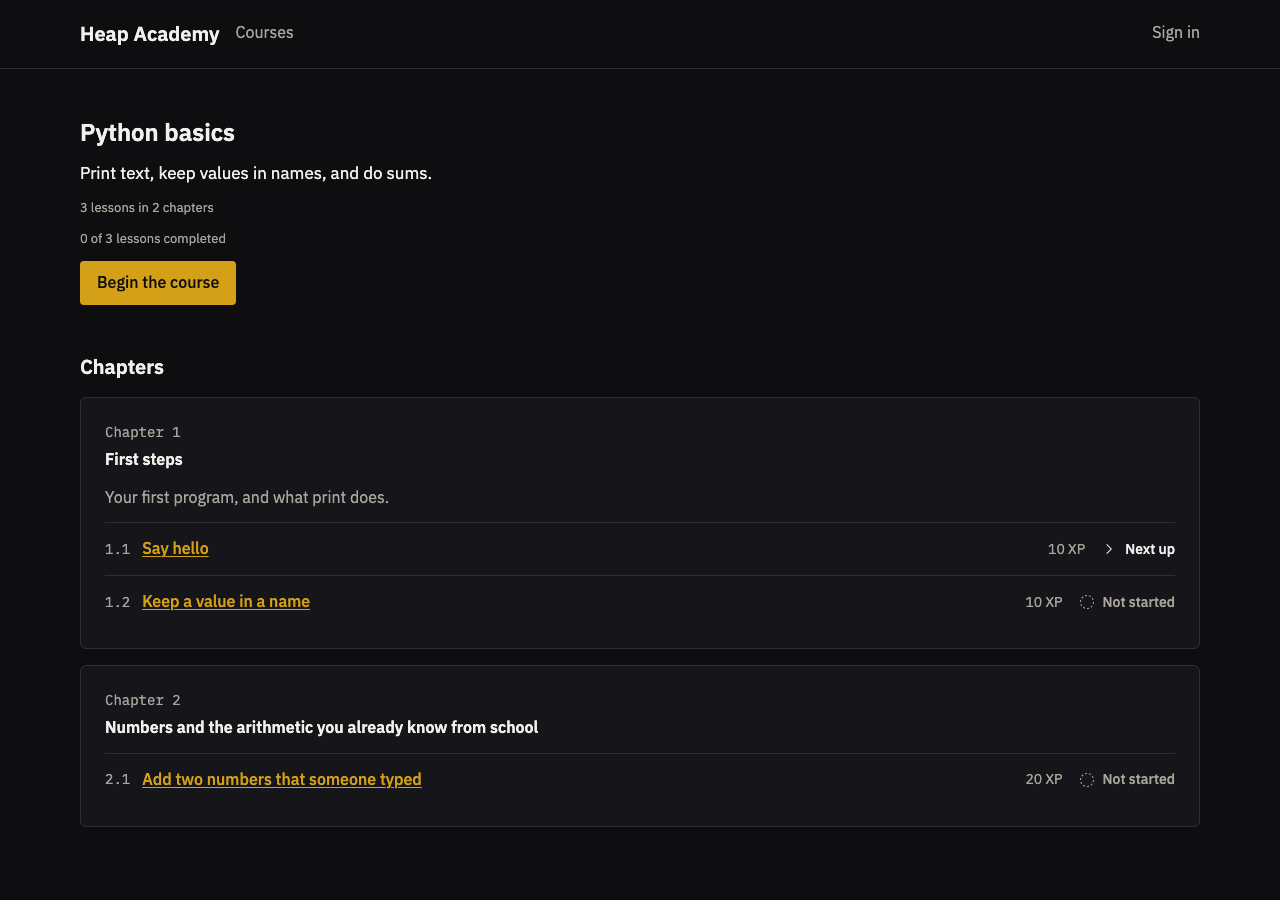 Heap Academy Courses Sign in
Python basics
Print text, keep values in names, and do sums.
3 lessons in 2 chapters
0 of 3 lessons completed
Begin the course
Chapters
Chapter 1
First steps
Your first program, and what print does.
1.1 Say hello 10 XP Next up
1.2 Keep a value in a name 10 XP Not started
Chapter 2
Numbers and the arithmetic you already know from school
2.1 Add two numbers that someone typed 20 XP Not started